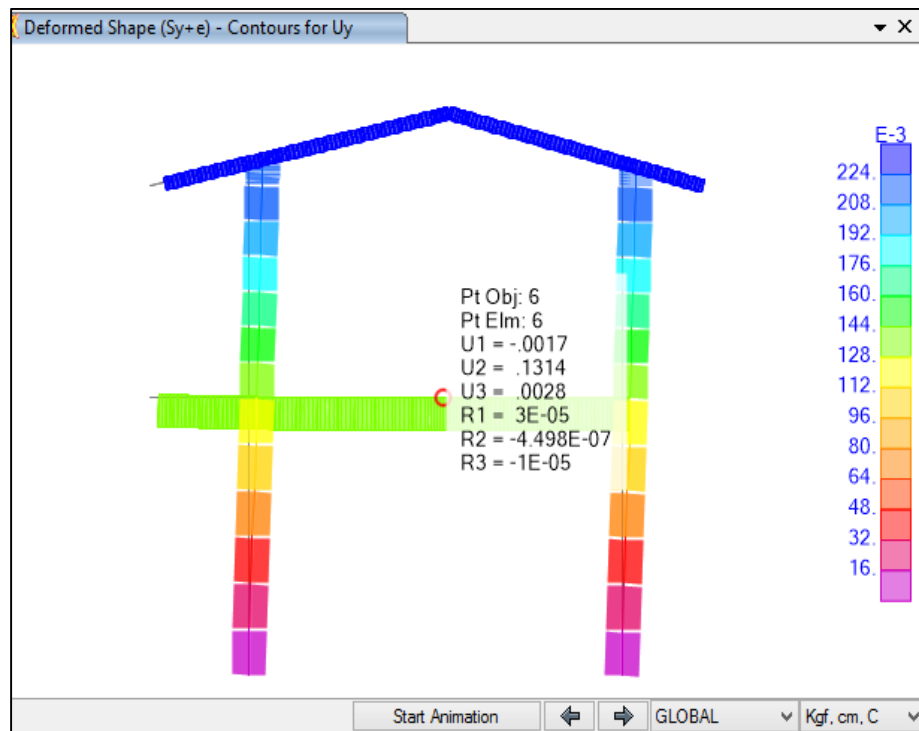 Deformed Shape (Sy+e) - Contours for Uy
E-3
224.
208.
192.
176.
160.
144.
128.
112.
96.
80.
64.
48.
32.
16.
Pt Obj: 6
Pt Elm: 6
U1 = -.0017
U2 = .1314
U3 = .0028
R1 = 3E-05
R2 = -4.498E-07
R3 = -1E-05
Start Animation
GLOBAL
Kgf, cm, C